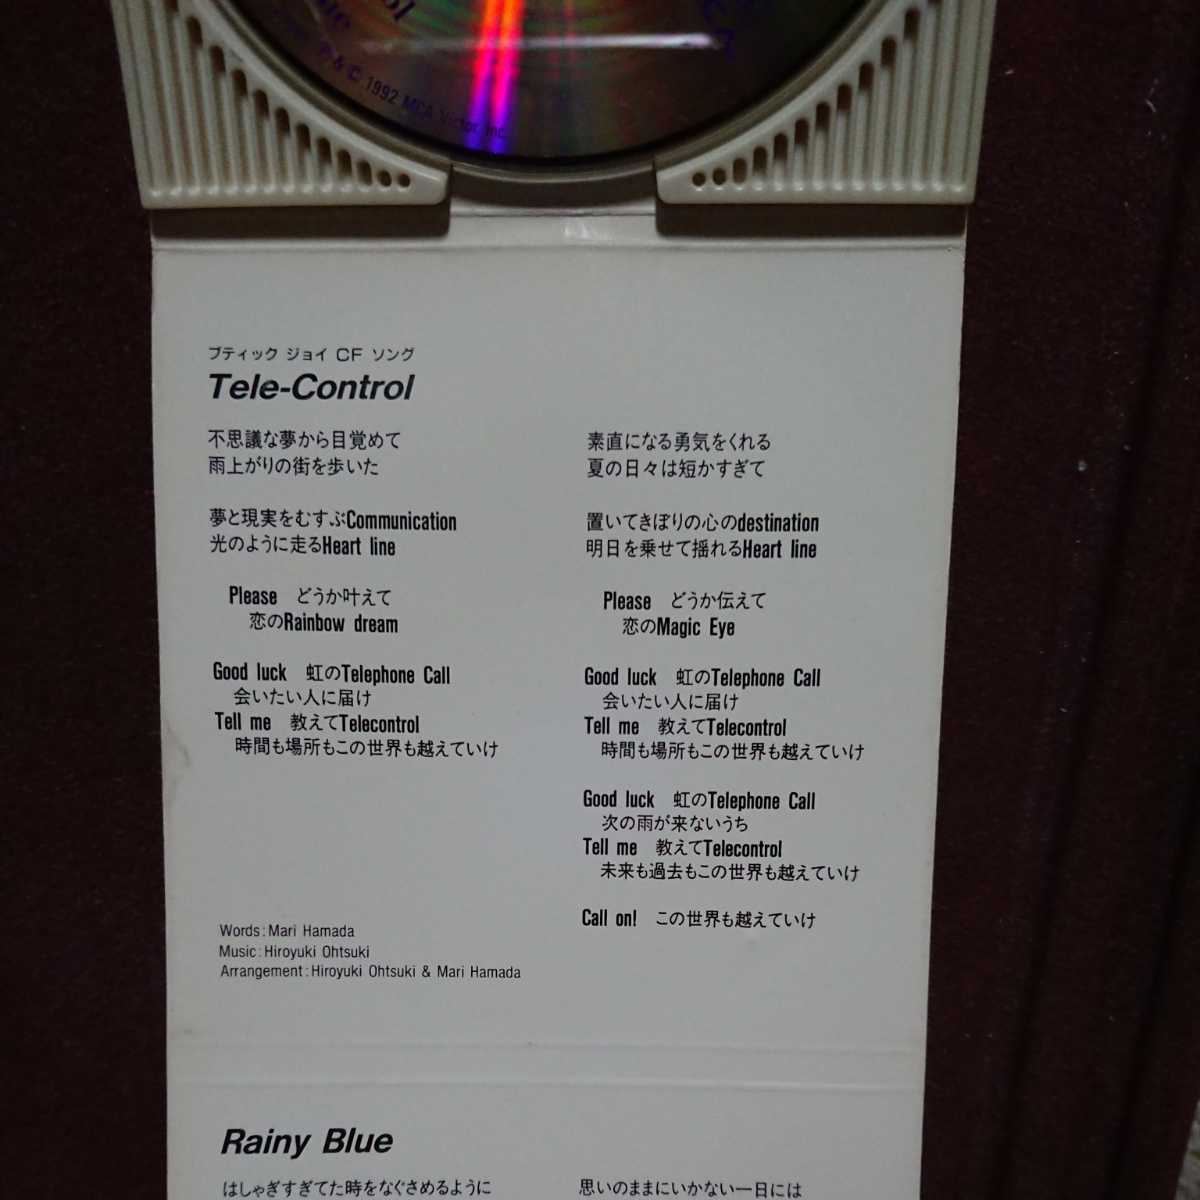 P & C 1992 MCA Victor Inc.
ブティック ジョイ CF ソング
Tele-Control
不思議な夢から目覚めて
雨上がりの街を歩いた
夢と現実をむすぶCommunication
光のように走るHeart line
Please どうか叶えて
恋のRainbow dream
Good luck 虹のTelephone Call
会いたい人に届け
Tell me 教えてTelecontrol
時間も場所もこの世界も越えていけ
素直になる勇気をくれる
夏の日々は短かすぎて
置いてきぼりの心のdestination
明日を乗せて揺れるHeart line
Please どうか伝えて
恋のMagic Eye
Good luck 虹のTelephone Call
会いたい人に届け
Tell me 教えてTelecontrol
時間も場所もこの世界も越えていけ
Good luck 虹のTelephone Call
次の雨が来ないうち
Tell me 教えてTelecontrol
未来も過去もこの世界も越えていけ
Call on! この世界も越えていけ
Words:Mari Hamada
Music:Hiroyuki Ohtsuki
Arrangement:Hiroyuki Ohtsuki & Mari Hamada
Rainy Blue
はしゃぎすぎてた時をなぐさめるように
思いのままにいかない一日には